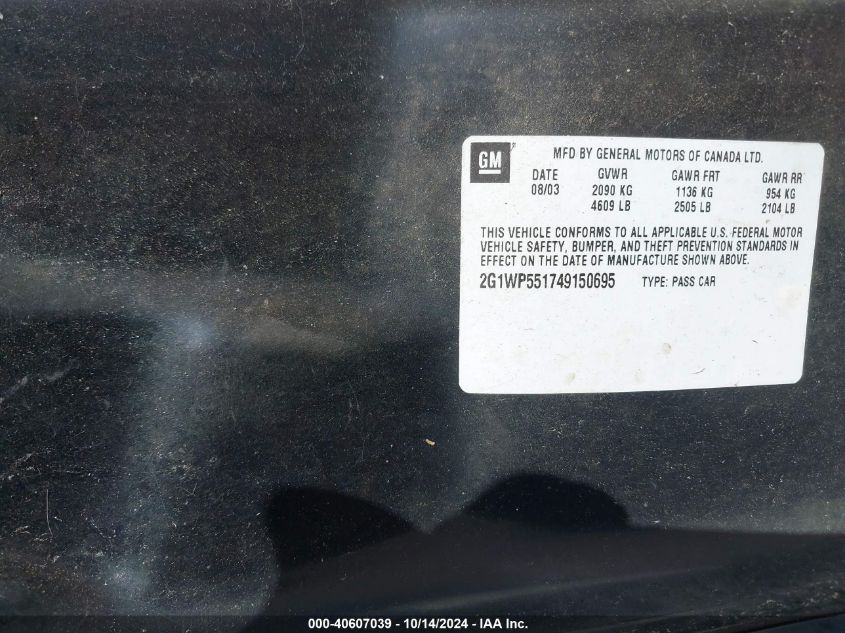 GM
MFD BY GENERAL MOTORS OF CANADA LTD.
DATE GVWR GAWR FRT GAWR RR
08/03 2090 KG 1136 KG 954 KG
4609 LB 2505 LB 2104 LB
THIS VEHICLE CONFORMS TO ALL APPLICABLE U.S. FEDERAL MOTOR
VEHICLE SAFETY, BUMPER, AND THEFT PREVENTION STANDARDS IN
EFFECT ON THE DATE OF MANUFACTURE SHOWN ABOVE.
2G1WP551749150695 TYPE: PASS CAR
000-40607039 - 10/14/2024 - IAA Inc.